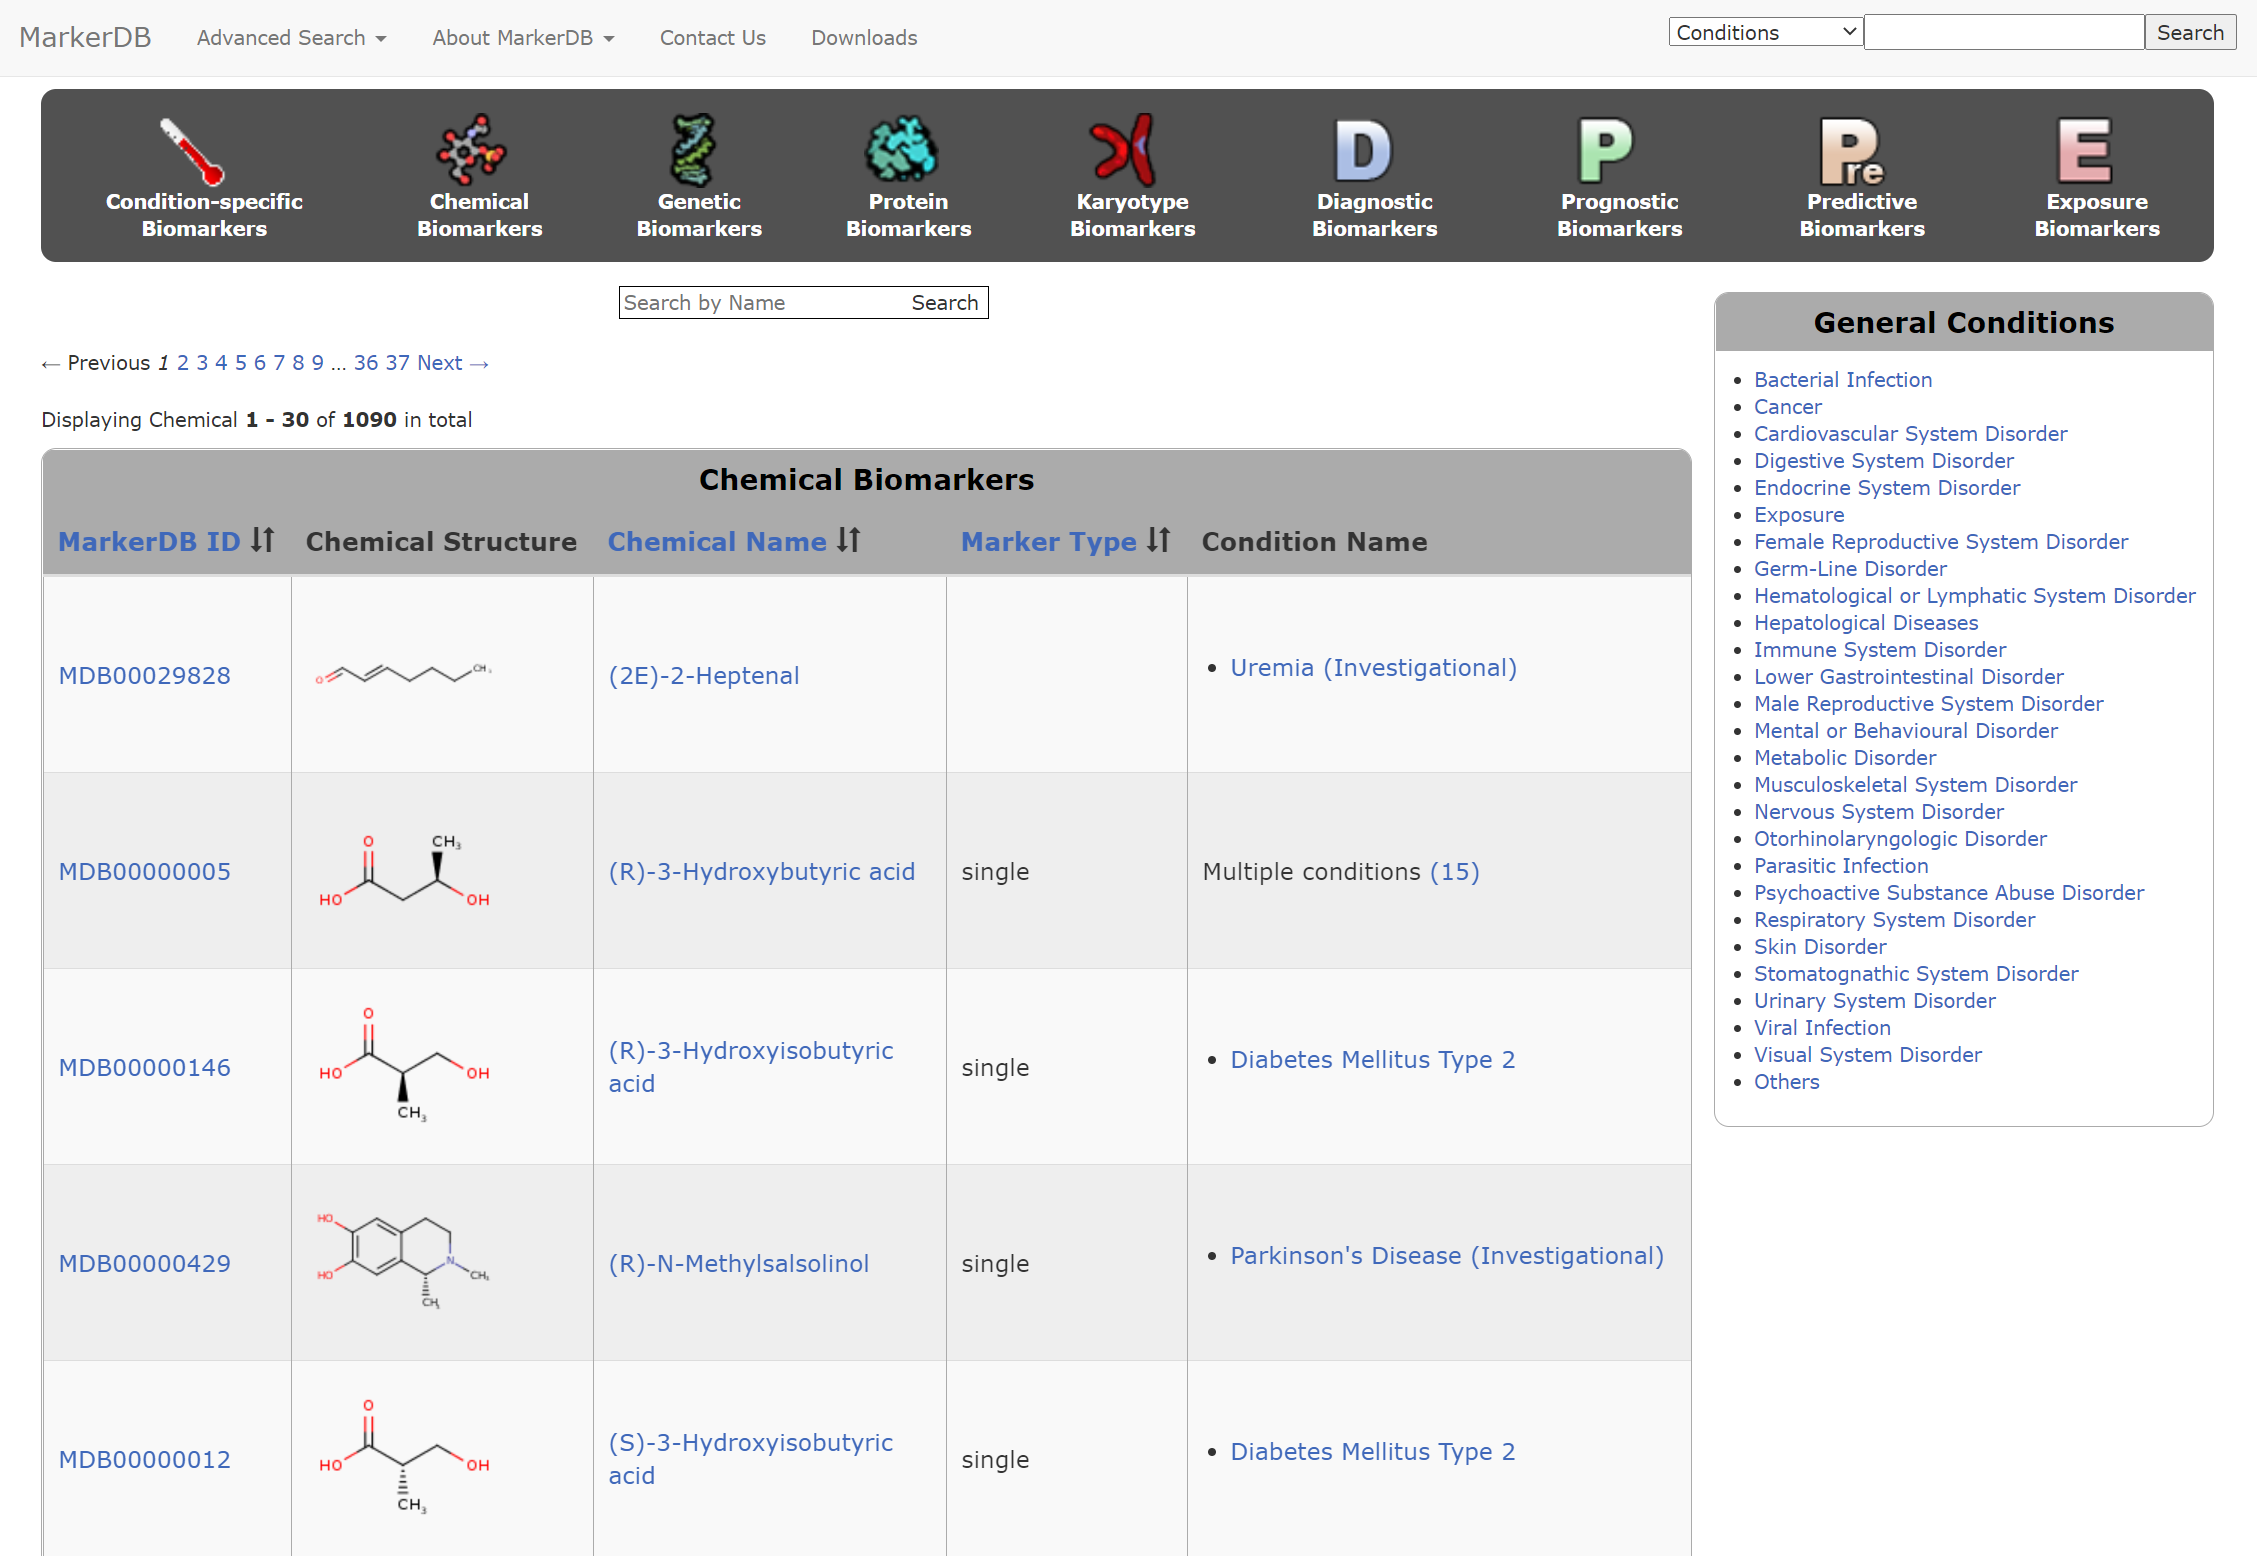 MarkerDB Advanced Search About MarkerDB Contact Us Downloads Conditions Search
Condition-specific Biomarkers
Chemical Biomarkers
Genetic Biomarkers
Protein Biomarkers
Karyotype Biomarkers
D
Diagnostic Biomarkers
P
Prognostic Biomarkers
Pre
Predictive Biomarkers
E
Exposure Biomarkers
Search by Name Search
← Previous 1 2 3 4 5 6 7 8 9 ... 36 37 Next →
Displaying Chemical 1 - 30 of 1090 in total
Chemical Biomarkers
MarkerDB ID Chemical Structure Chemical Name Marker Type Condition Name
MDB00029828
O CH₃
(2E)-2-Heptenal
Uremia (Investigational)
MDB00000005
O CH₃
HO OH
(R)-3-Hydroxybutyric acid
single
Multiple conditions (15)
MDB00000146
O
HO OH
CH₃
(R)-3-Hydroxyisobutyric
acid
single
Diabetes Mellitus Type 2
MDB00000429
HO
N
HO CH₃
CH₃
(R)-N-Methylsalsolinol
single
Parkinson's Disease (Investigational)
MDB00000012
O
HO OH
CH₃
(S)-3-Hydroxyisobutyric
acid
single
Diabetes Mellitus Type 2
General Conditions
Bacterial Infection
Cancer
Cardiovascular System Disorder
Digestive System Disorder
Endocrine System Disorder
Exposure
Female Reproductive System Disorder
Germ-Line Disorder
Hematological or Lymphatic System Disorder
Hepatological Diseases
Immune System Disorder
Lower Gastrointestinal Disorder
Male Reproductive System Disorder
Mental or Behavioural Disorder
Metabolic Disorder
Musculoskeletal System Disorder
Nervous System Disorder
Otorhinolaryngologic Disorder
Parasitic Infection
Psychoactive Substance Abuse Disorder
Respiratory System Disorder
Skin Disorder
Stomatognathic System Disorder
Urinary System Disorder
Viral Infection
Visual System Disorder
Others